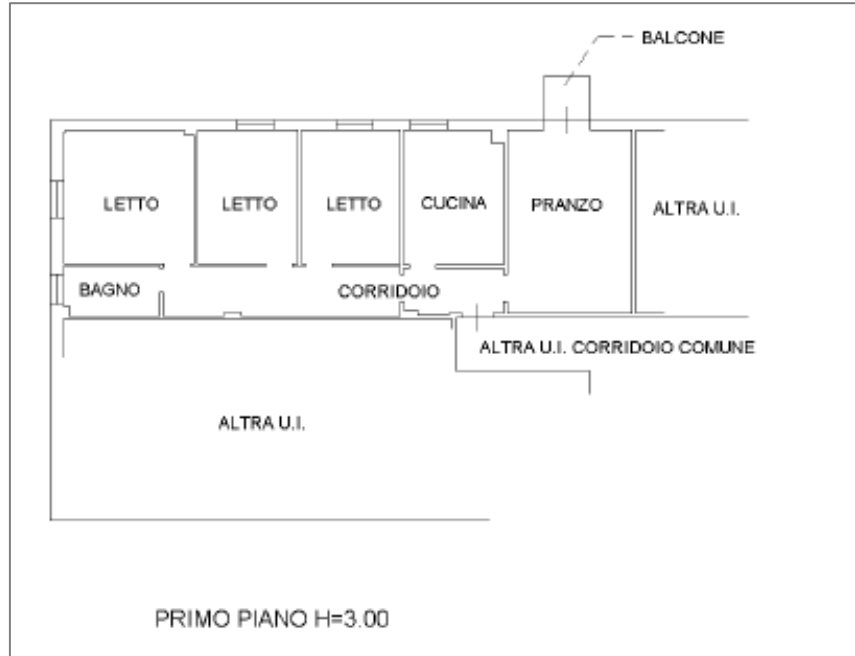 BALCONE
LETTO
LETTO
LETTO
CUCINA
PRANZO
ALTRA U.I.
BAGNO
CORRIDOIO
ALTRA U.I. CORRIDOIO COMUNE
ALTRA U.I.
PRIMO PIANO H=3.00